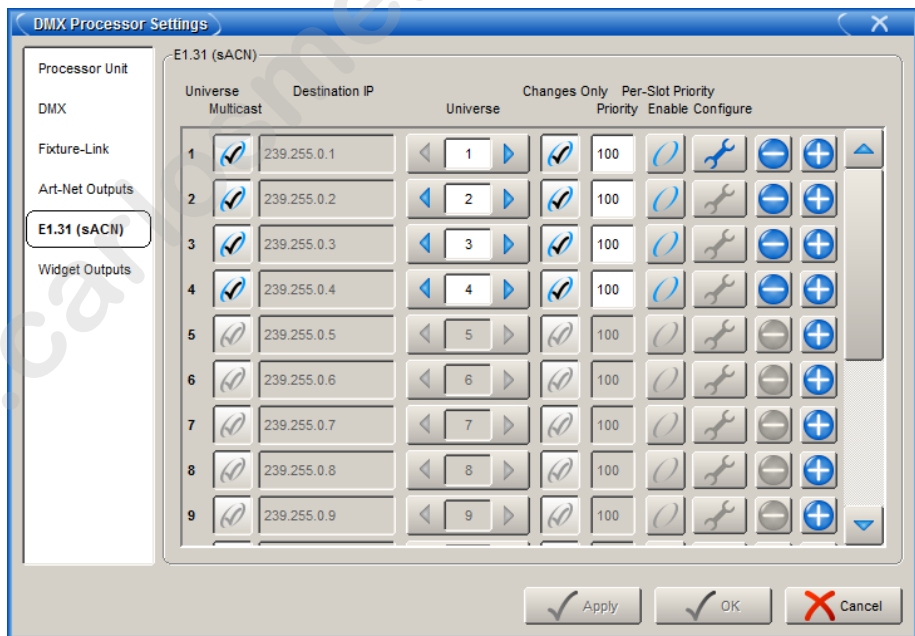 DMX Processor Settings
Processor Unit
DMX
Fixture-Link
Art-Net Outputs
E1.31 (sACN)
Widget Outputs
E1.31 (sACN)
Universe Destination IP Changes Only Per-Slot Priority
Multicast Universe Priority Enable Configure
1 239.255.0.1 1 100
2 239.255.0.2 2 100
3 239.255.0.3 3 100
4 239.255.0.4 4 100
5 239.255.0.5 5 100
6 239.255.0.6 6 100
7 239.255.0.7 7 100
8 239.255.0.8 8 100
9 239.255.0.9 9 100
Apply OK Cancel